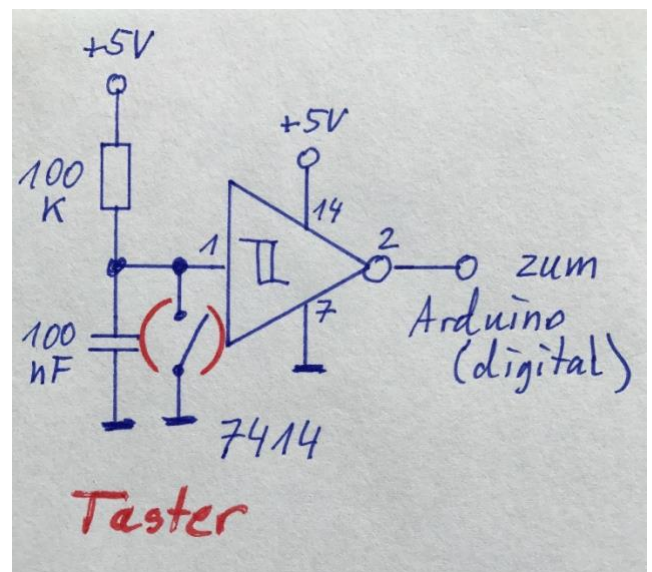 +5V
+5V
100
K
14
1
2
zum
7
Arduino
(digital)
100
nF
7414
Taster